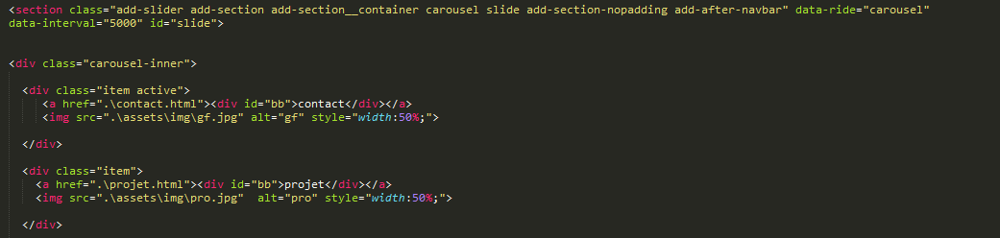 <section class="add-slider add-section add-section__container carousel slide add-section-nopadding add-after-navbar" data-ride="carousel"
data-interval="5000" id="slide">
<div class="carousel-inner">
<div class="item active">
<a href=".\contact.html"><div id="bb">contact</div></a>
<img src=".\assets\img\gf.jpg" alt="gf" style="width:50%;">
</div>
<div class="item">
<a href=".\projet.html"><div id="bb">projet</div></a>
<img src=".\assets\img\pro.jpg"  alt="pro" style="width:50%;">
</div>